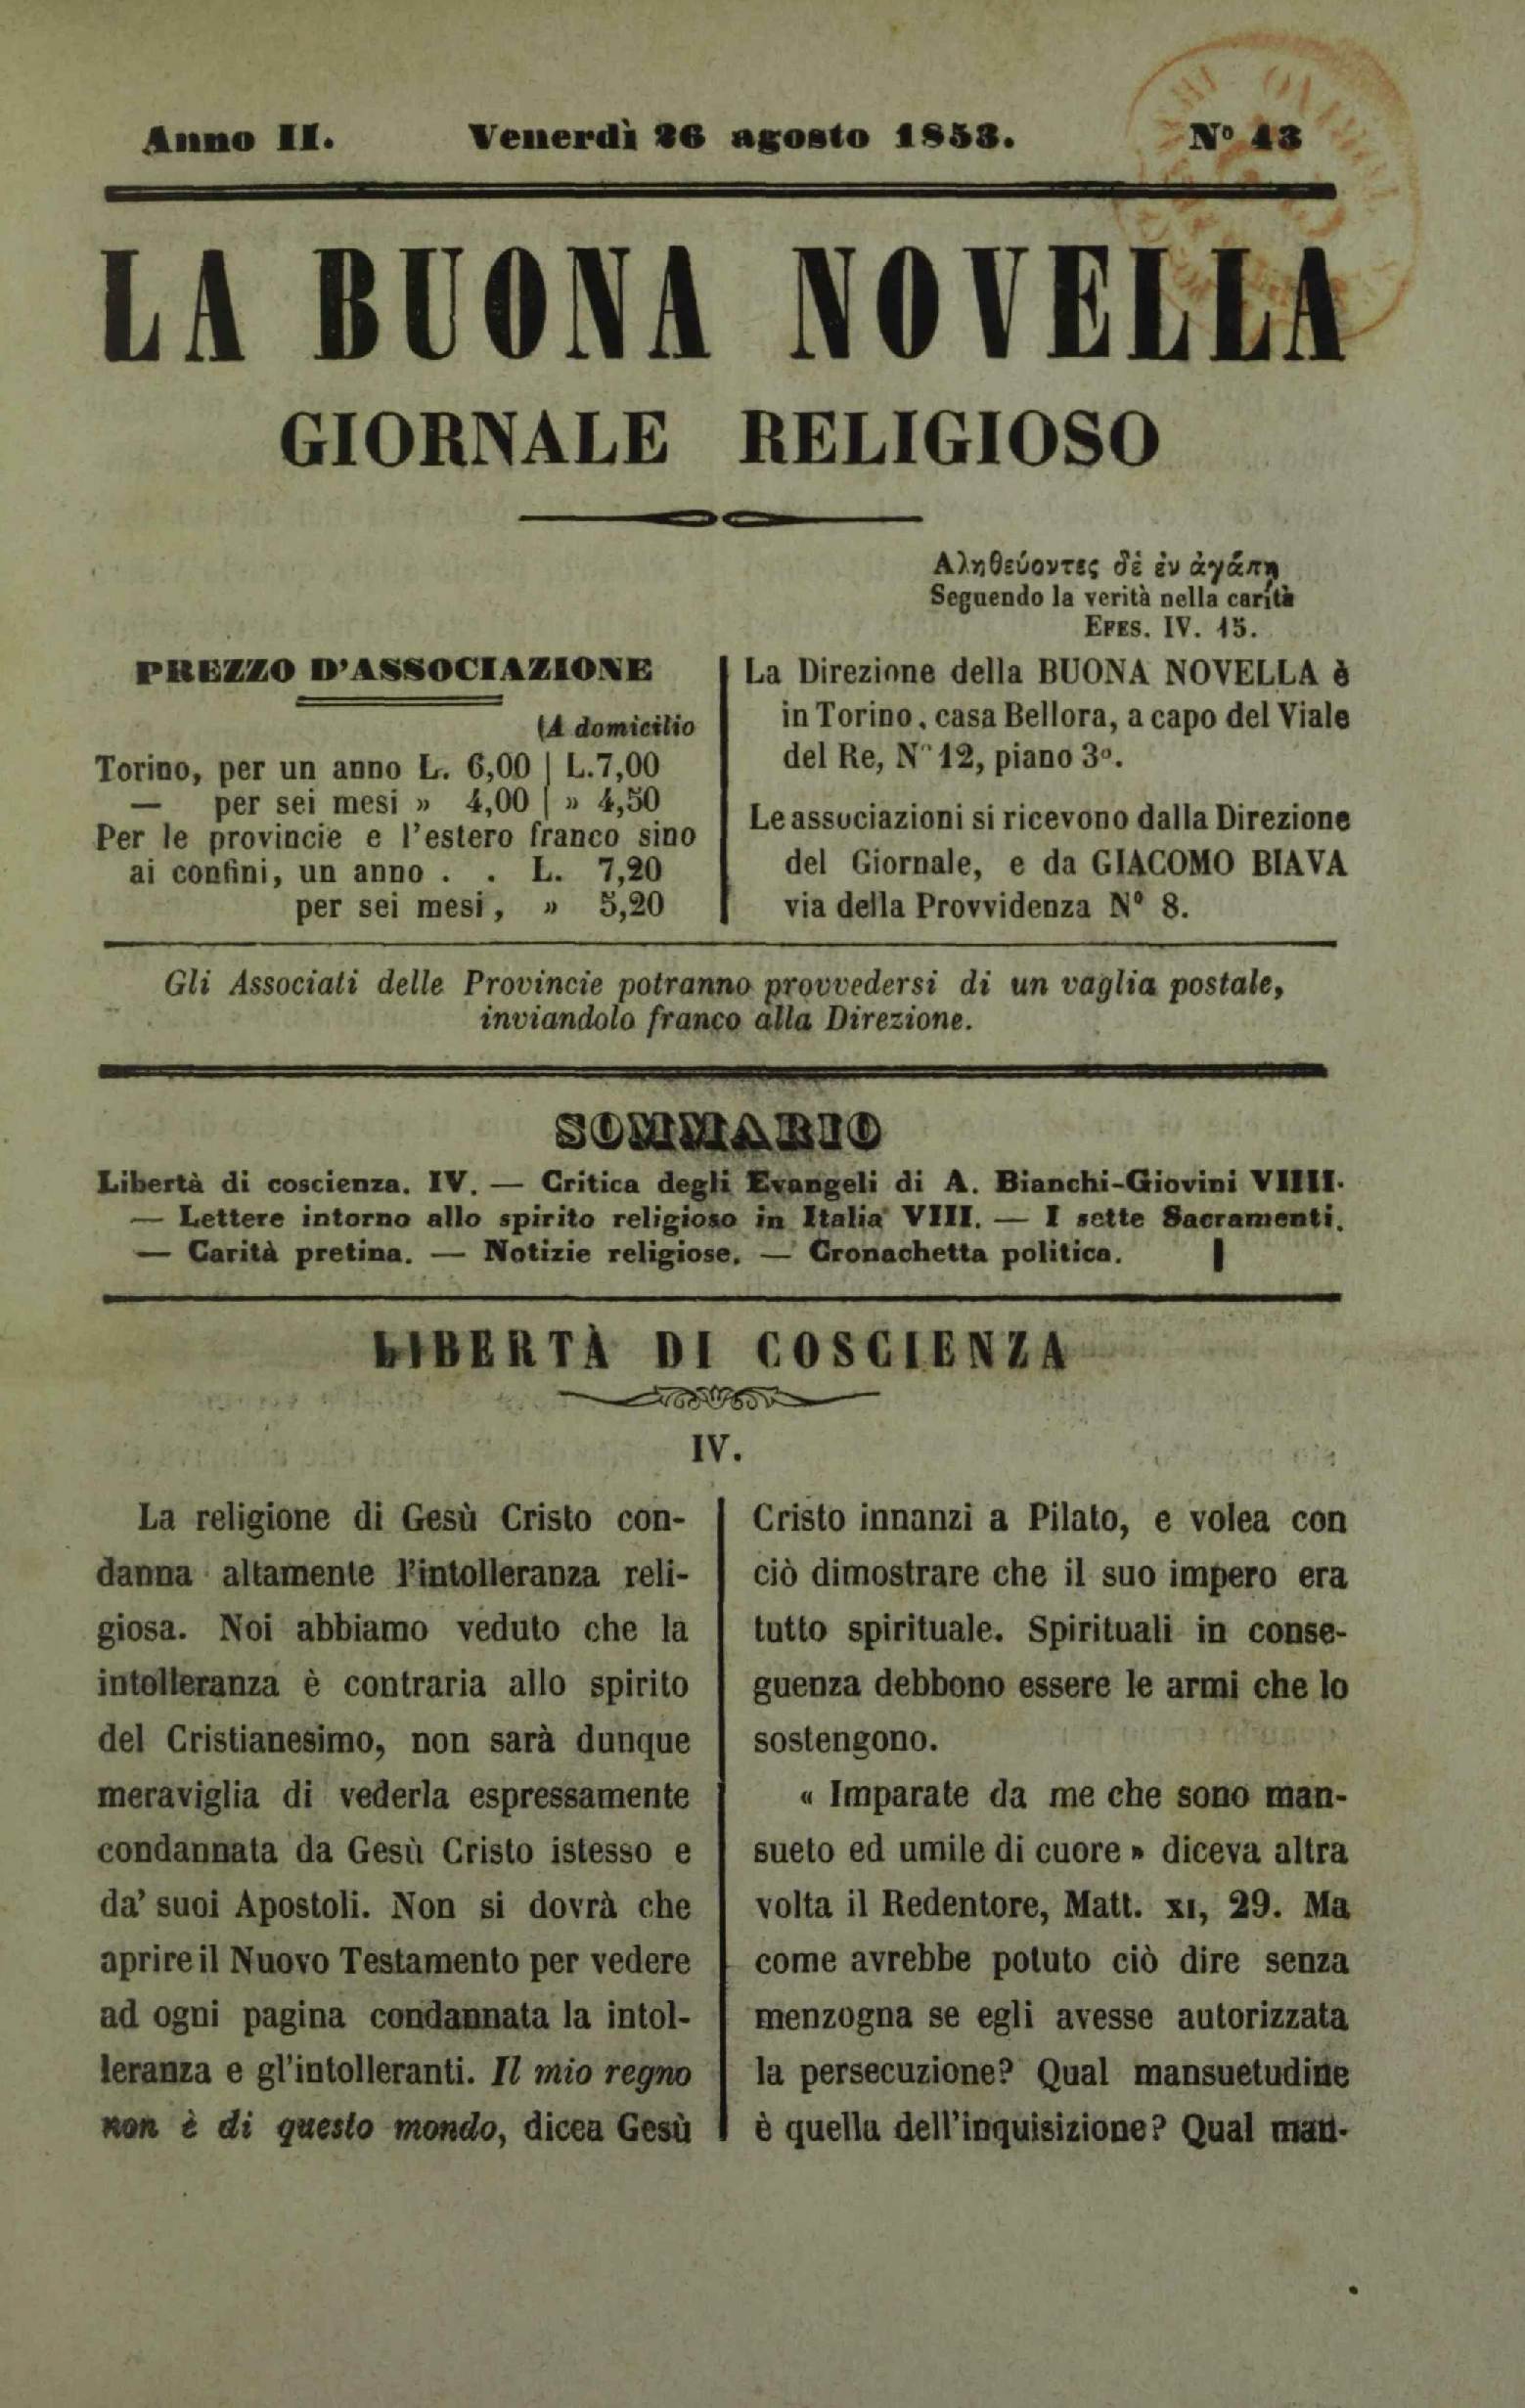 Anno II. Venerdì 26 agosto 1853. Nº 43
LA BUONA NOVELLA
GIORNALE RELIGIOSO
Αληθεύοντες δὲ ἐν ἀγάπῃ
Seguendo la verità nella carità
EFES. IV. 15.
PREZZO D'ASSOCIAZIONE
(A domicilio
Torino, per un anno L. 6,00 | L. 7,00
— per sei mesi » 4,00 | » 4,50
Per le provincie e l'estero franco sino
ai confini, un anno . . L. 7,20
per sei mesi, » 5,20
La Direzione della BUONA NOVELLA è
in Torino, casa Bellora, a capo del Viale
del Re, Nº 12, piano 3º.
Le associazioni si ricevono dalla Direzione
del Giornale, e da GIACOMO BIAVA
via della Provvidenza Nº 8.
Gli Associati delle Provincie potranno provvedersi di un vaglia postale,
inviandolo franco alla Direzione.
SOMMARIO
Libertà di coscienza. IV. — Critica degli Evangeli di A. Bianchi-Giovini VIIII.
— Lettere intorno allo spirito religioso in Italia VIII. — I sette Sacramenti.
— Carità pretina. — Notizie religiose. — Cronachetta politica.
LIBERTÀ DI COSCIENZA
IV.
La religione di Gesù Cristo con-
danna altamente l'intolleranza reli-
giosa. Noi abbiamo veduto che la
intolleranza è contraria allo spirito
del Cristianesimo, non sarà dunque
meraviglia di vederla espressamente
condannata da Gesù Cristo istesso e
da' suoi Apostoli. Non si dovrà che
aprire il Nuovo Testamento per vedere
ad ogni pagina condannata la intol-
leranza e gl'intolleranti. Il mio regno
non è di questo mondo, dicea Gesù
Cristo innanzi a Pilato, e volea con
ciò dimostrare che il suo impero era
tutto spirituale. Spirituali in conse-
guenza debbono essere le armi che lo
sostengono.
« Imparate da me che sono man-
sueto ed umile di cuore » diceva altra
volta il Redentore, Matt. XI, 29. Ma
come avrebbe potuto ciò dire senza
menzogna se egli avesse autorizzata
la persecuzione? Qual mansuetudine
è quella dell'inquisizione? Qual man-